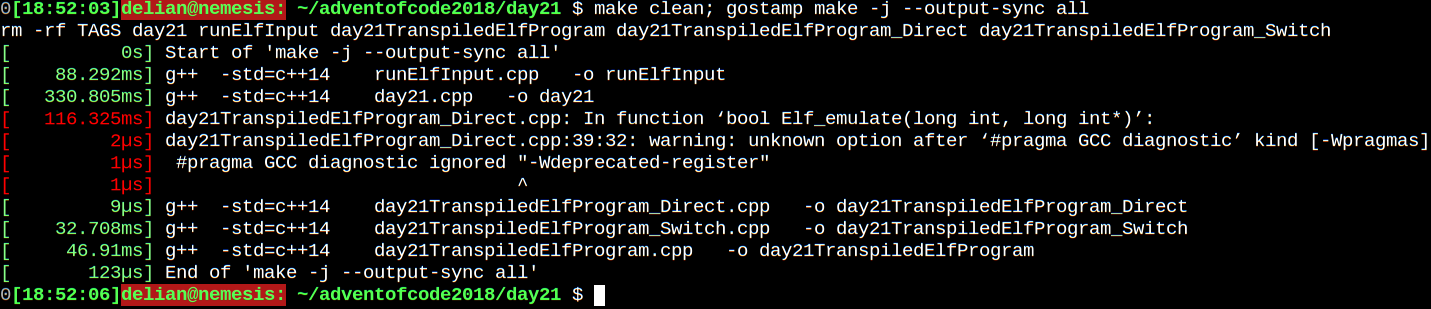 0[18:52:03]delian@nemesis: ~/adventofcode2018/day21 $ make clean; gostamp make -j --output-sync all
rm -rf TAGS day21 runElfInput day21TranspiledElfProgram day21TranspiledElfProgram_Direct day21TranspiledElfProgram_Switch
[          0s] Start of 'make -j --output-sync all'
[    88.292ms] g++  -std=c++14    runElfInput.cpp   -o runElfInput
[   330.805ms] g++  -std=c++14    day21.cpp   -o day21
[   116.325ms] day21TranspiledElfProgram_Direct.cpp: In function ‘bool Elf_emulate(long int, long int*)’:
[         2µs] day21TranspiledElfProgram_Direct.cpp:39:32: warning: unknown option after ‘#pragma GCC diagnostic’ kind [-Wpragmas]
[         1µs]  #pragma GCC diagnostic ignored "-Wdeprecated-register"
[         1µs]                                 ^
[         9µs] g++  -std=c++14    day21TranspiledElfProgram_Direct.cpp   -o day21TranspiledElfProgram_Direct
[    32.708ms] g++  -std=c++14    day21TranspiledElfProgram_Switch.cpp   -o day21TranspiledElfProgram_Switch
[     46.91ms] g++  -std=c++14    day21TranspiledElfProgram.cpp   -o day21TranspiledElfProgram
[       123µs] End of 'make -j --output-sync all'
0[18:52:06]delian@nemesis: ~/adventofcode2018/day21 $